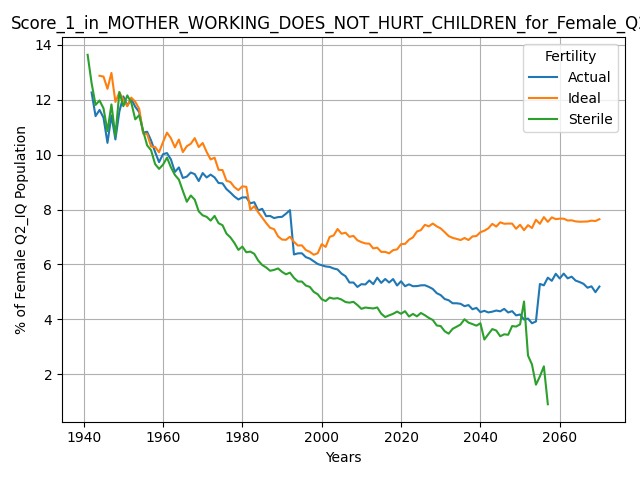 Score_1_in_MOTHER_WORKING_DOES_NOT_HURT_CHILDREN_for_Female_Q
Fertility
Actual
Ideal
Sterile
% of Female Q2_IQ Population
14
12
10
8
6
4
2
1940 1960 1980 2000 2020 2040 2060
Years